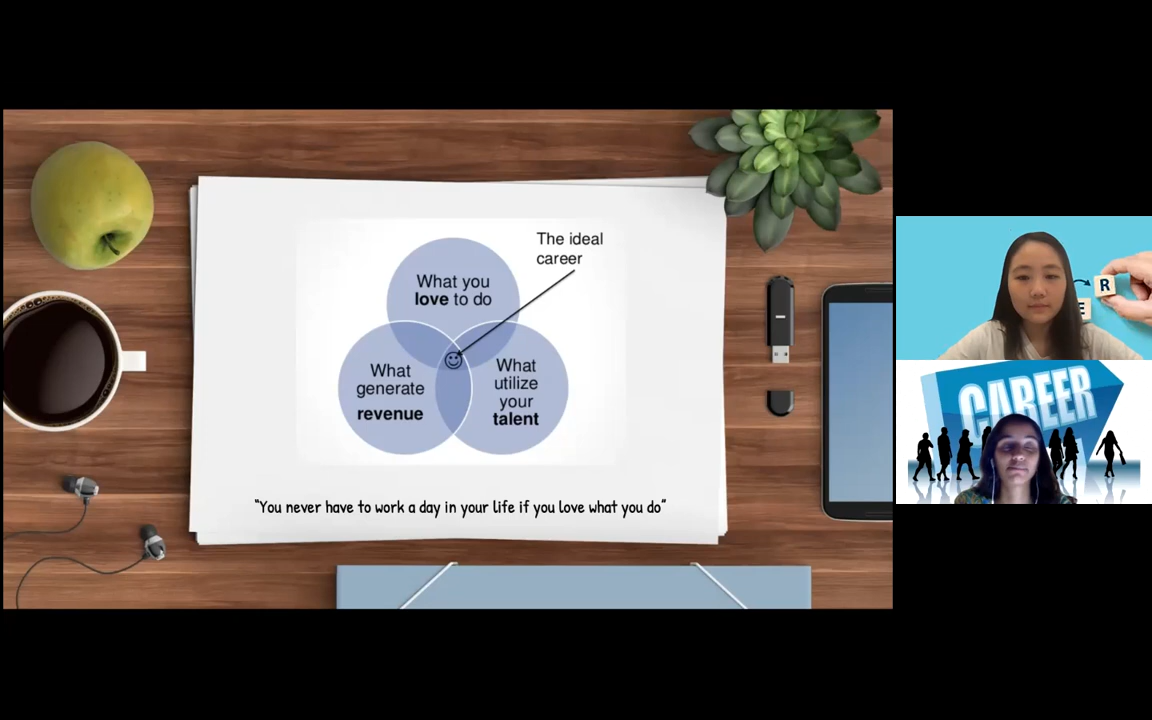 The ideal
career
What you
love to do
What
generate
revenue
What
utilize
your
talent
“You never have to work a day in your life if you love what you do”
R
E
CAREER